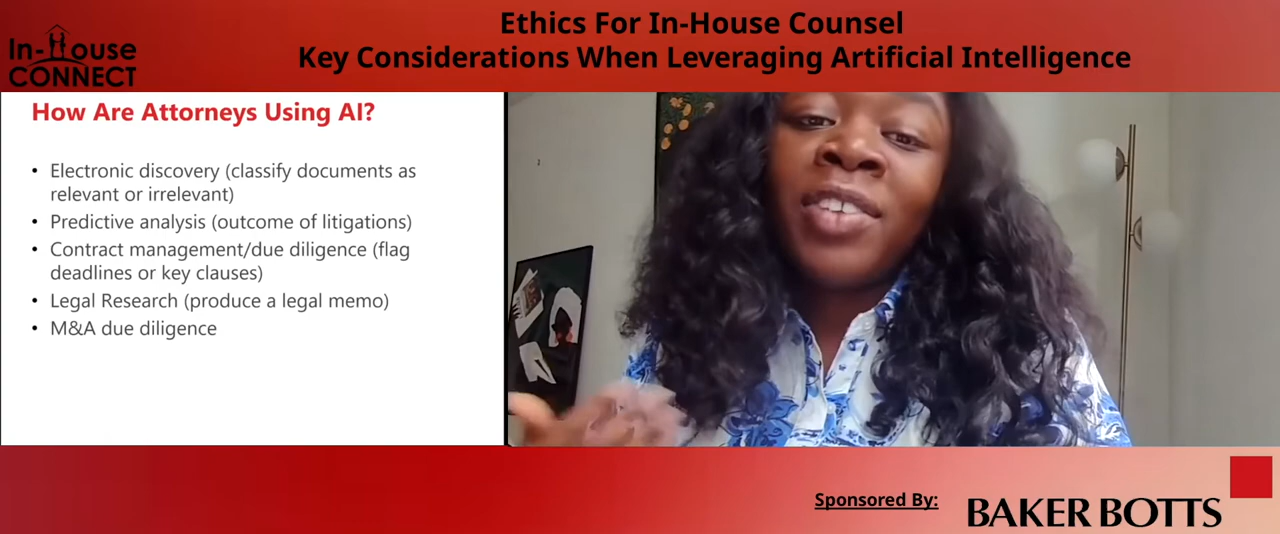 Ethics For In-House Counsel
Key Considerations When Leveraging Artificial Intelligence
In-House
CONNECT
How Are Attorneys Using AI?
• Electronic discovery (classify documents as
relevant or irrelevant)
• Predictive analysis (outcome of litigations)
• Contract management/due diligence (flag
deadlines or key clauses)
• Legal Research (produce a legal memo)
• M&A due diligence
Sponsored By:
BAKER BOTTS